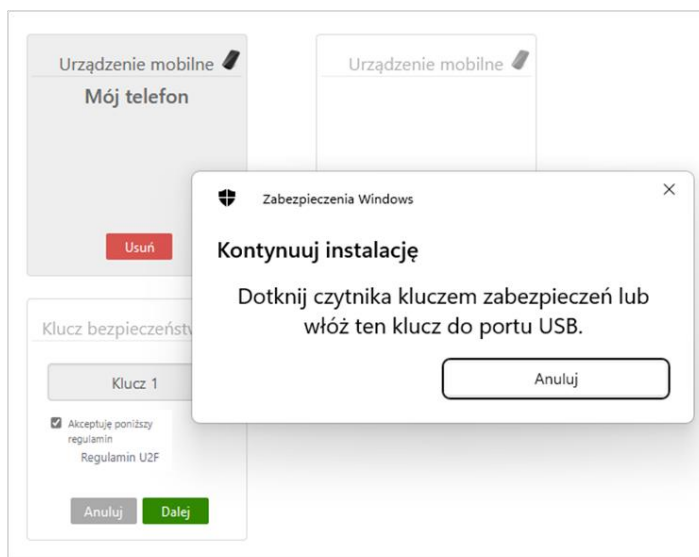 Urządzenie mobilne
Mój telefon
Usuń
Urządzenie mobilne
Zabezpieczenia Windows
Kontynuuj instalację
Dotknij czytnika kluczem zabezpieczeń lub
włóż ten klucz do portu USB.
Anuluj
Klucz bezpieczeństw
Klucz 1
Akceptuję poniższy
regulamin
Regulamin U2F
Anuluj
Dalej